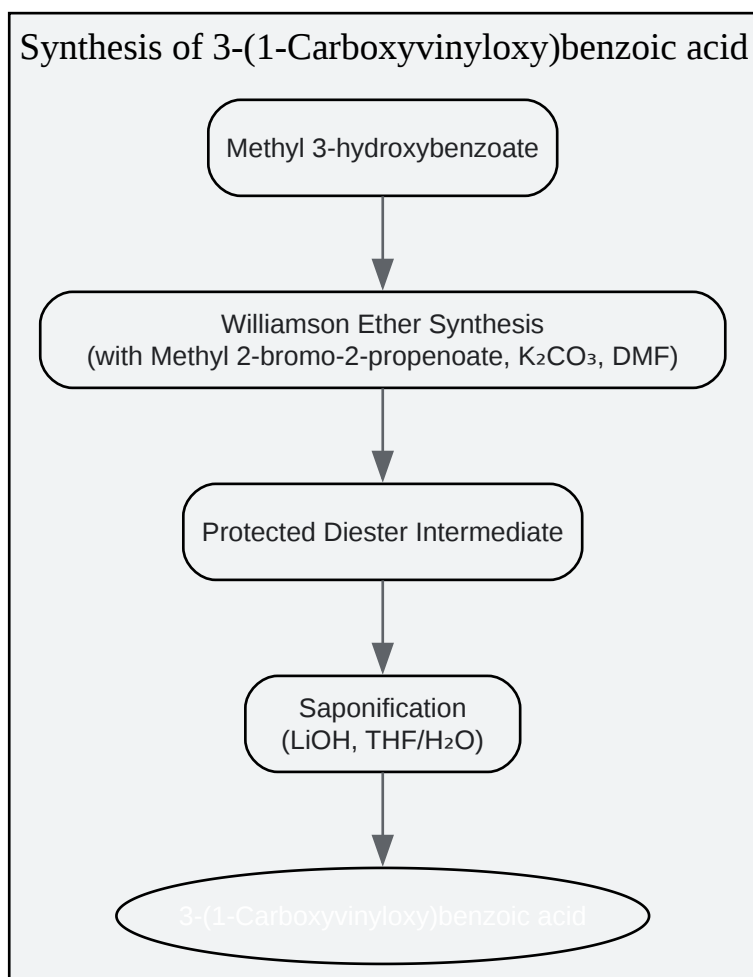 Synthesis of 3-(1-Carboxyvinyloxy)benzoic acid
Methyl 3-hydroxybenzoate
Williamson Ether Synthesis
(with Methyl 2-bromo-2-propenoate, K₂CO₃, DMF)
Protected Diester Intermediate
Saponification
(LiOH, THF/H₂O)
3-(1-Carboxyvinyloxy)benzoic acid